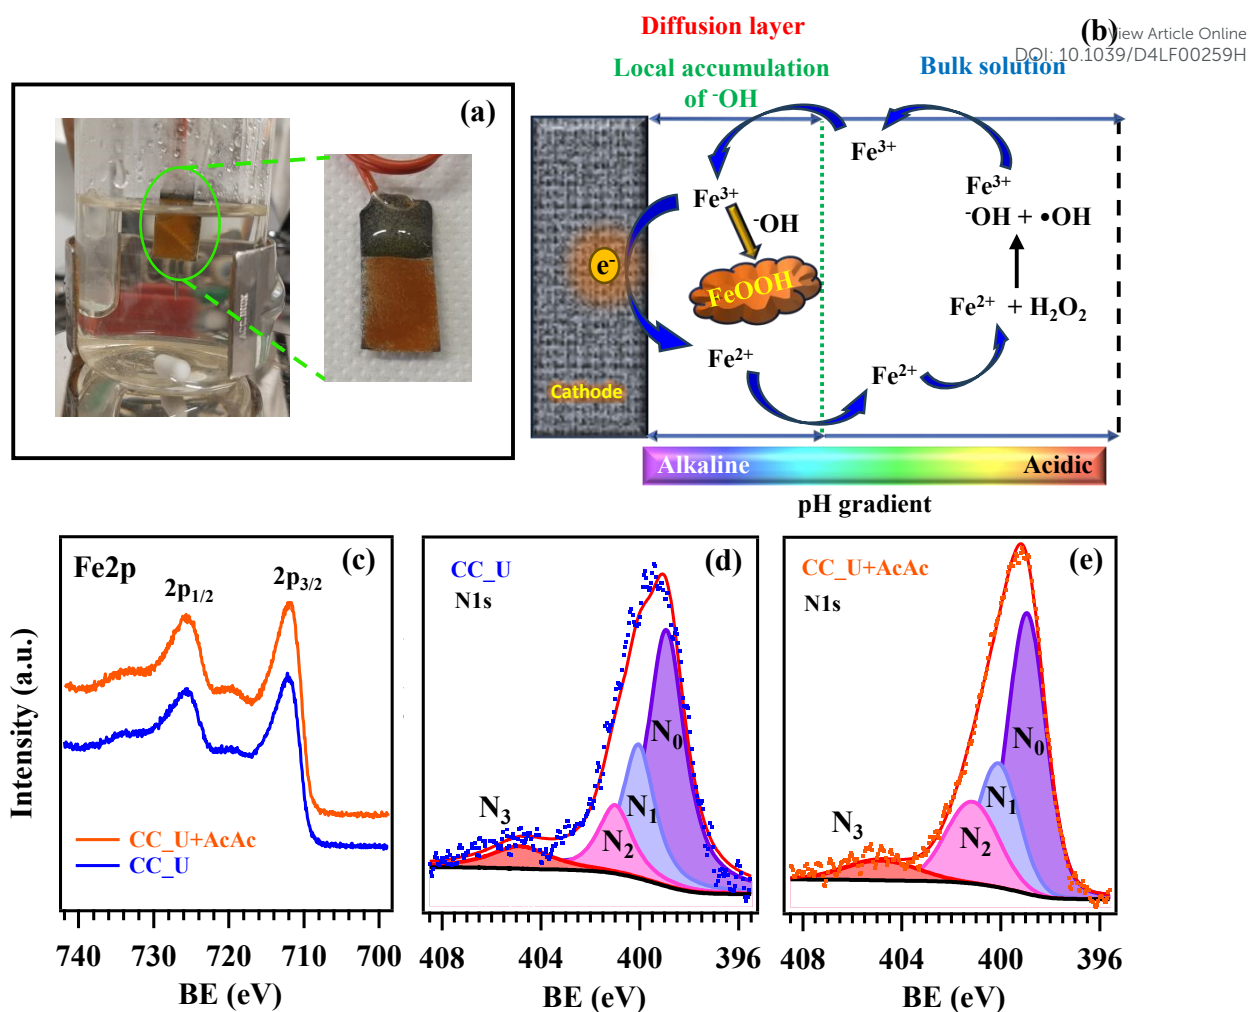 View Article Online
DOI: 10.1039/D4LF00259H
(a)
(b)
Diffusion layer
Local accumulation
of ⁻OH
Bulk solution
Fe³⁺
Fe³⁺
Fe³⁺
⁻OH
⁻OH + •OH
e⁻
FeOOH
Fe²⁺ + H₂O₂
Fe²⁺
Fe²⁺
Cathode
Alkaline
Acidic
pH gradient
(c)
Fe2p
2p₁/₂
2p₃/₂
Intensity (a.u.)
CC_U+AcAc
CC_U
740 730 720 710 700
BE (eV)
(d)
CC_U
N1s
N₀
N₁
N₂
N₃
408 404 400 396
BE (eV)
(e)
CC_U+AcAc
N1s
N₀
N₁
N₂
N₃
408 404 400 396
BE (eV)